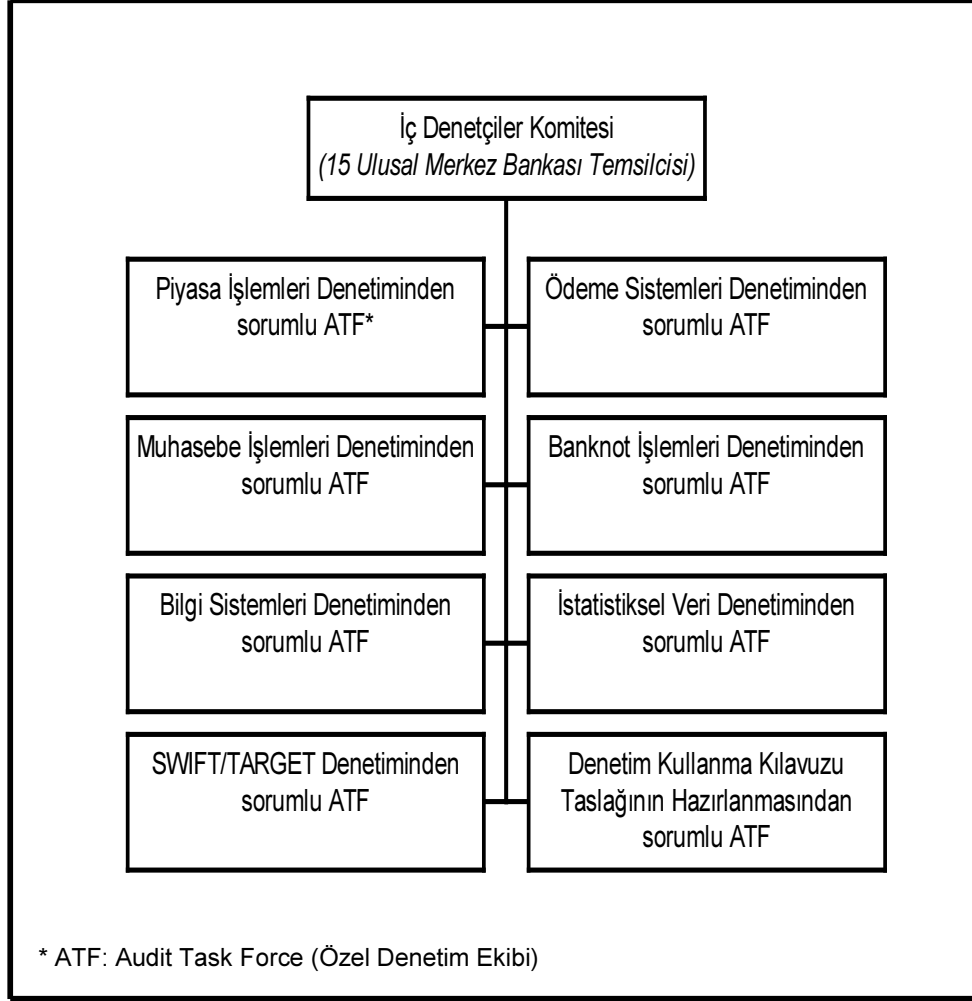 İç Denetçiler Komitesi
(15 Ulusal Merkez Bankası Temsilcisi)
Piyasa İşlemleri Denetiminden
sorumlu ATF*
Ödeme Sistemleri Denetiminden
sorumlu ATF
Muhasebe İşlemleri Denetiminden
sorumlu ATF
Banknot İşlemleri Denetiminden
sorumlu ATF
Bilgi Sistemleri Denetiminden
sorumlu ATF
İstatistiksel Veri Denetiminden
sorumlu ATF
SWIFT/TARGET Denetiminden
sorumlu ATF
Denetim Kullanma Kılavuzu
Taslağının Hazırlanmasından
sorumlu ATF
* ATF: Audit Task Force (Özel Denetim Ekibi)